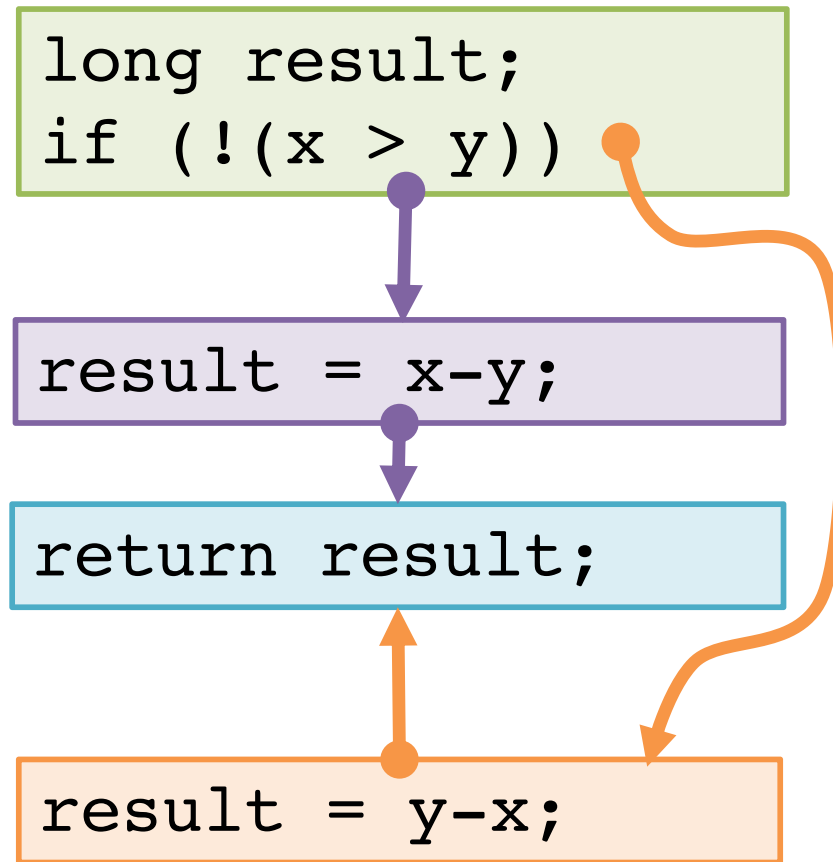 long result;
if (!(x > y))
result = x-y;
return result;
result = y-x;